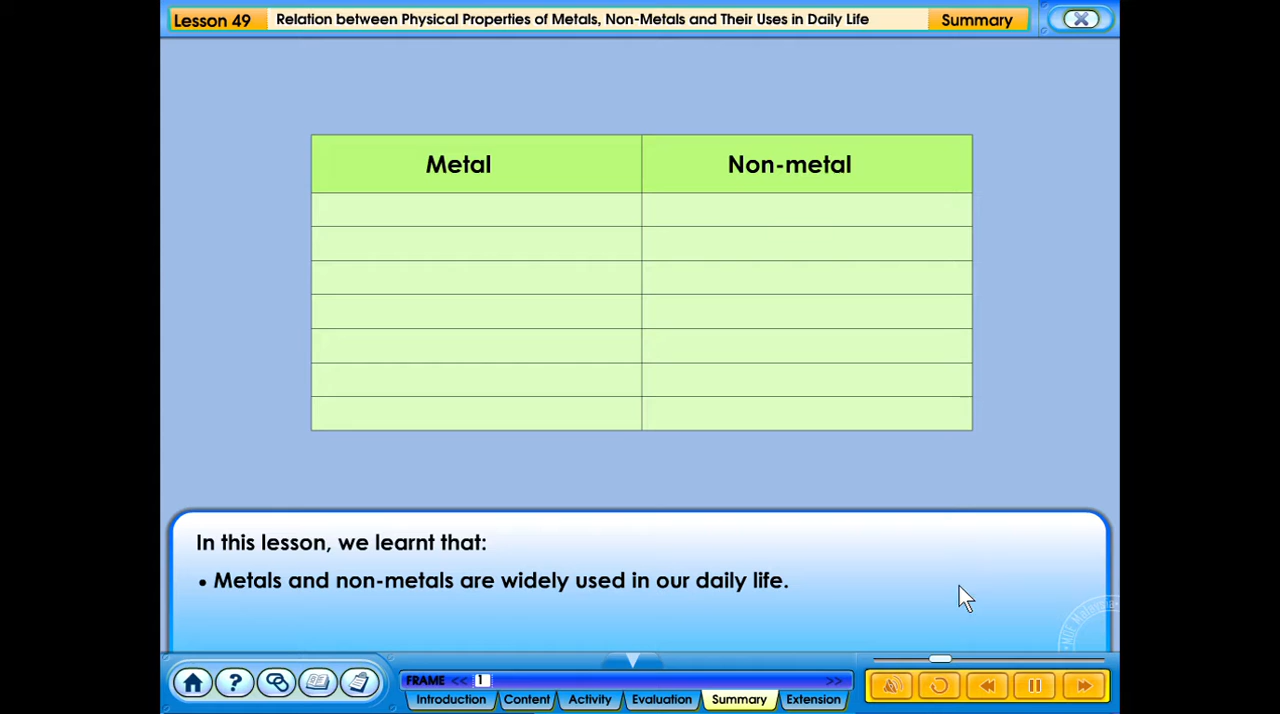 Lesson 49 Relation between Physical Properties of Metals, Non-Metals and Their Uses in Daily Life Summary
Metal Non-metal
In this lesson, we learnt that:
• Metals and non-metals are widely used in our daily life.
FRAME << 1 >>
Introduction Content Activity Evaluation Summary Extension